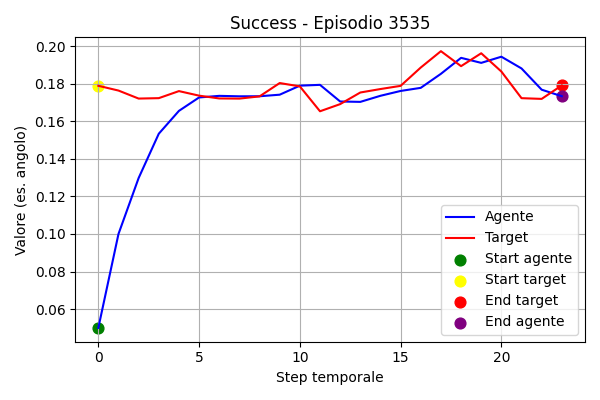 Success - Episodio 3535
Valore (es. angolo)
0.20
0.18
0.16
0.14
0.12
0.10
0.08
0.06
0
5
10
15
20
Step temporale
Agente
Target
Start agente
Start target
End target
End agente